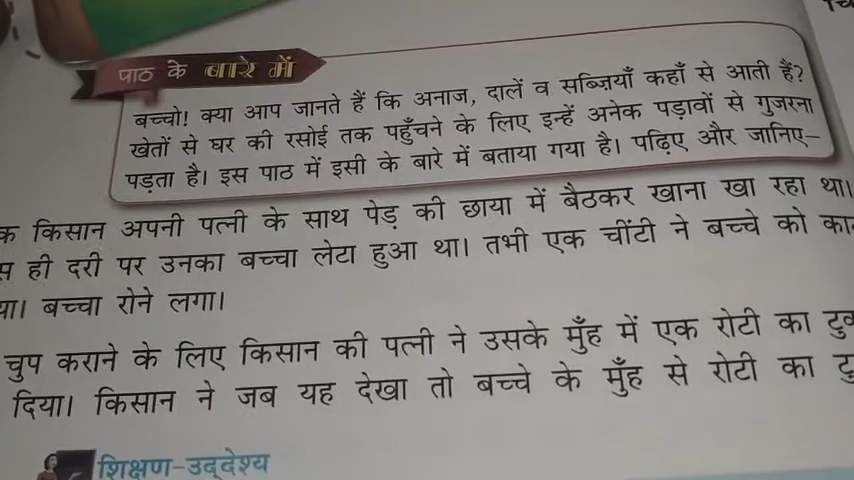 पाठ के बारे में
बच्चो! क्या आप जानते हैं कि अनाज, दालें व सब्ज़ियाँ कहाँ से आती हैं?
खेतों से घर की रसोई तक पहुँचने के लिए इन्हें अनेक पड़ावों से गुजरना
पड़ता है। इस पाठ में इसी के बारे में बताया गया है। पढ़िए और जानिए–
किसान अपनी पत्नी के साथ पेड़ की छाया में बैठकर खाना खा रहा था।
ही दरी पर उनका बच्चा लेटा हुआ था। तभी एक चींटी ने बच्चे को
बच्चा रोने लगा।
चुप कराने के लिए किसान की पत्नी ने उसके मुँह में एक रोटी का
दिया। किसान ने जब यह देखा तो बच्चे के मुँह से रोटी का
शिक्षण-उद्देश्य